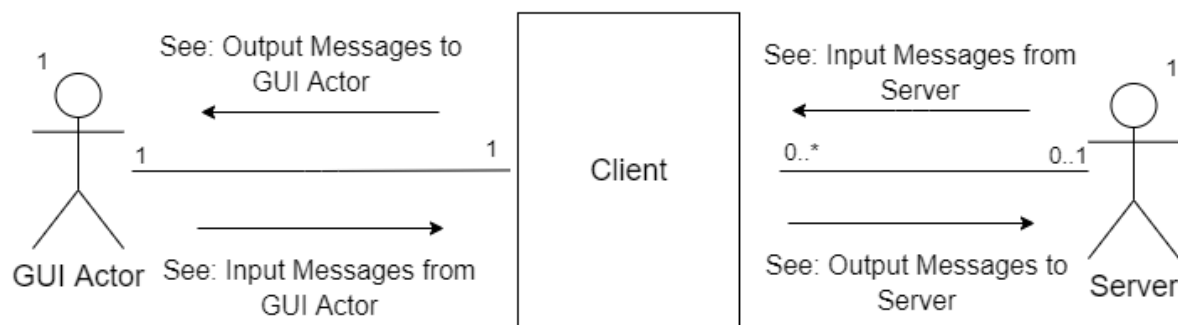 1
See: Output Messages to
GUI Actor
1
1
GUI Actor
See: Input Messages from
GUI Actor
Client
See: Input Messages from
Server
1
0..*
0..1
See: Output Messages to
Server
Server